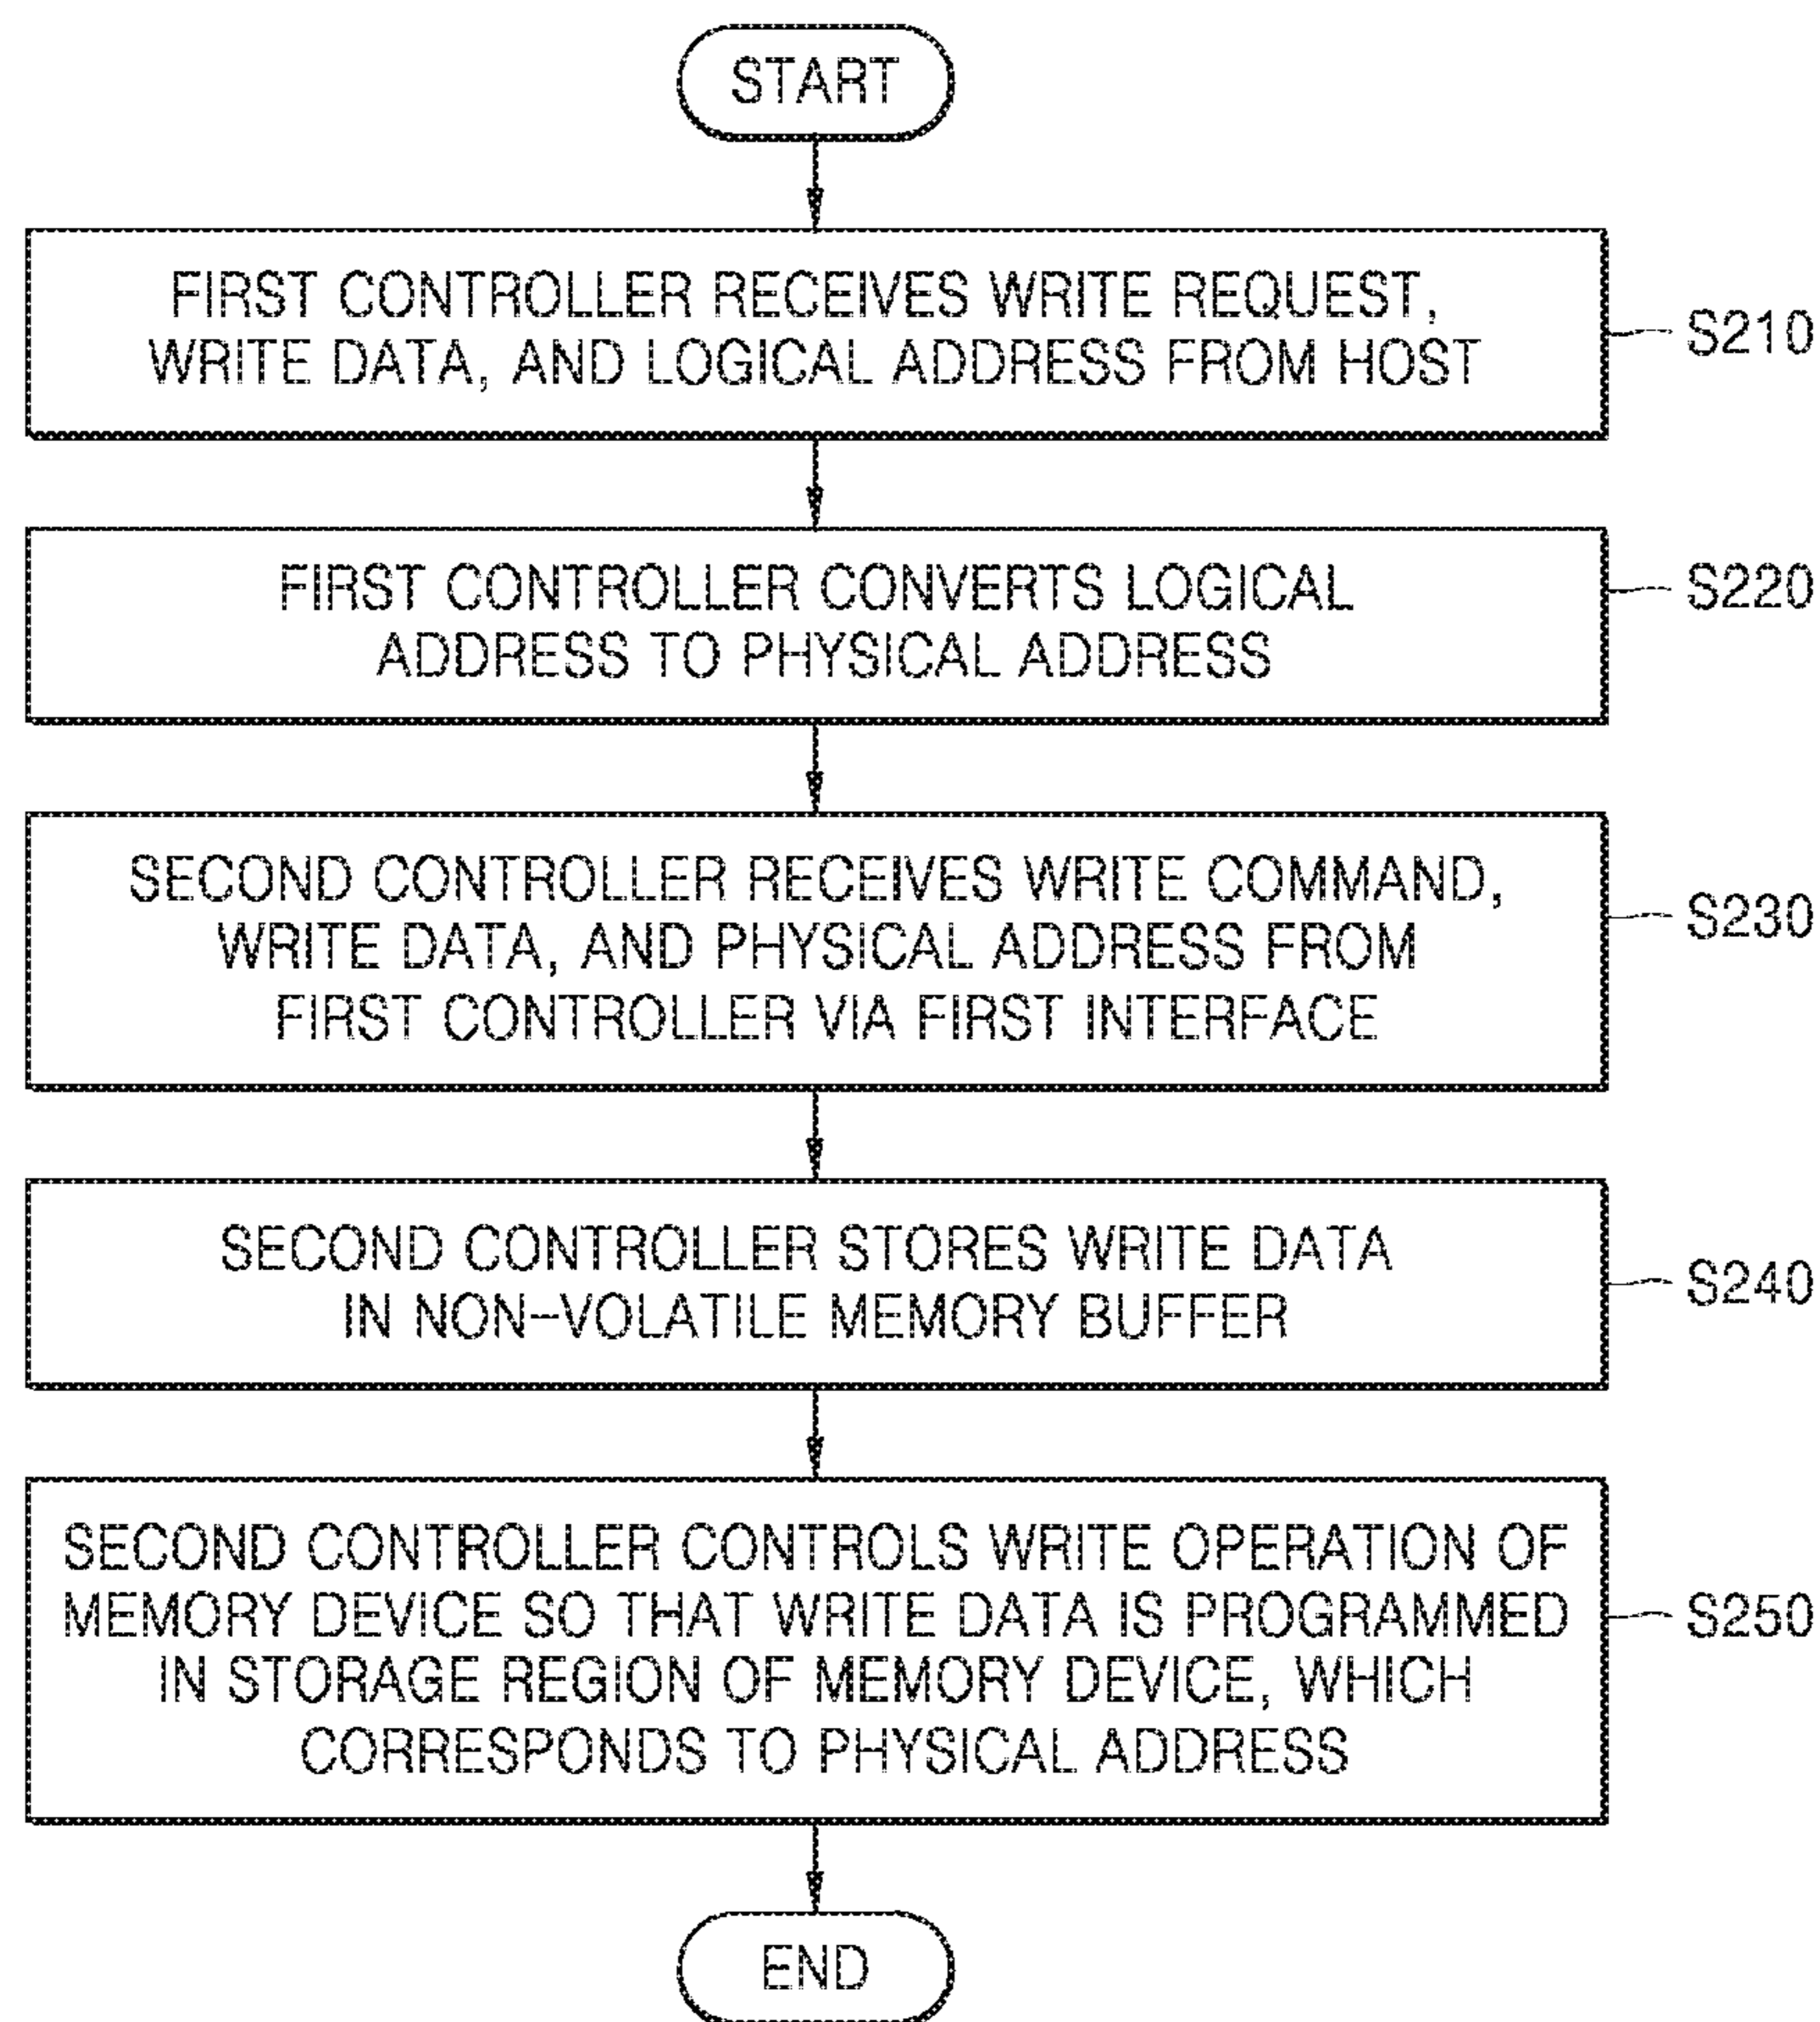 START
FIRST CONTROLLER RECEIVES WRITE REQUEST,
WRITE DATA, AND LOGICAL ADDRESS FROM HOST
S210
FIRST CONTROLLER CONVERTS LOGICAL
ADDRESS TO PHYSICAL ADDRESS
S220
SECOND CONTROLLER RECEIVES WRITE COMMAND,
WRITE DATA, AND PHYSICAL ADDRESS FROM
FIRST CONTROLLER VIA FIRST INTERFACE
S230
SECOND CONTROLLER STORES WRITE DATA
IN NON-VOLATILE MEMORY BUFFER
S240
SECOND CONTROLLER CONTROLS WRITE OPERATION OF
MEMORY DEVICE SO THAT WRITE DATA IS PROGRAMMED
IN STORAGE REGION OF MEMORY DEVICE, WHICH
CORRESPONDS TO PHYSICAL ADDRESS
S250
END